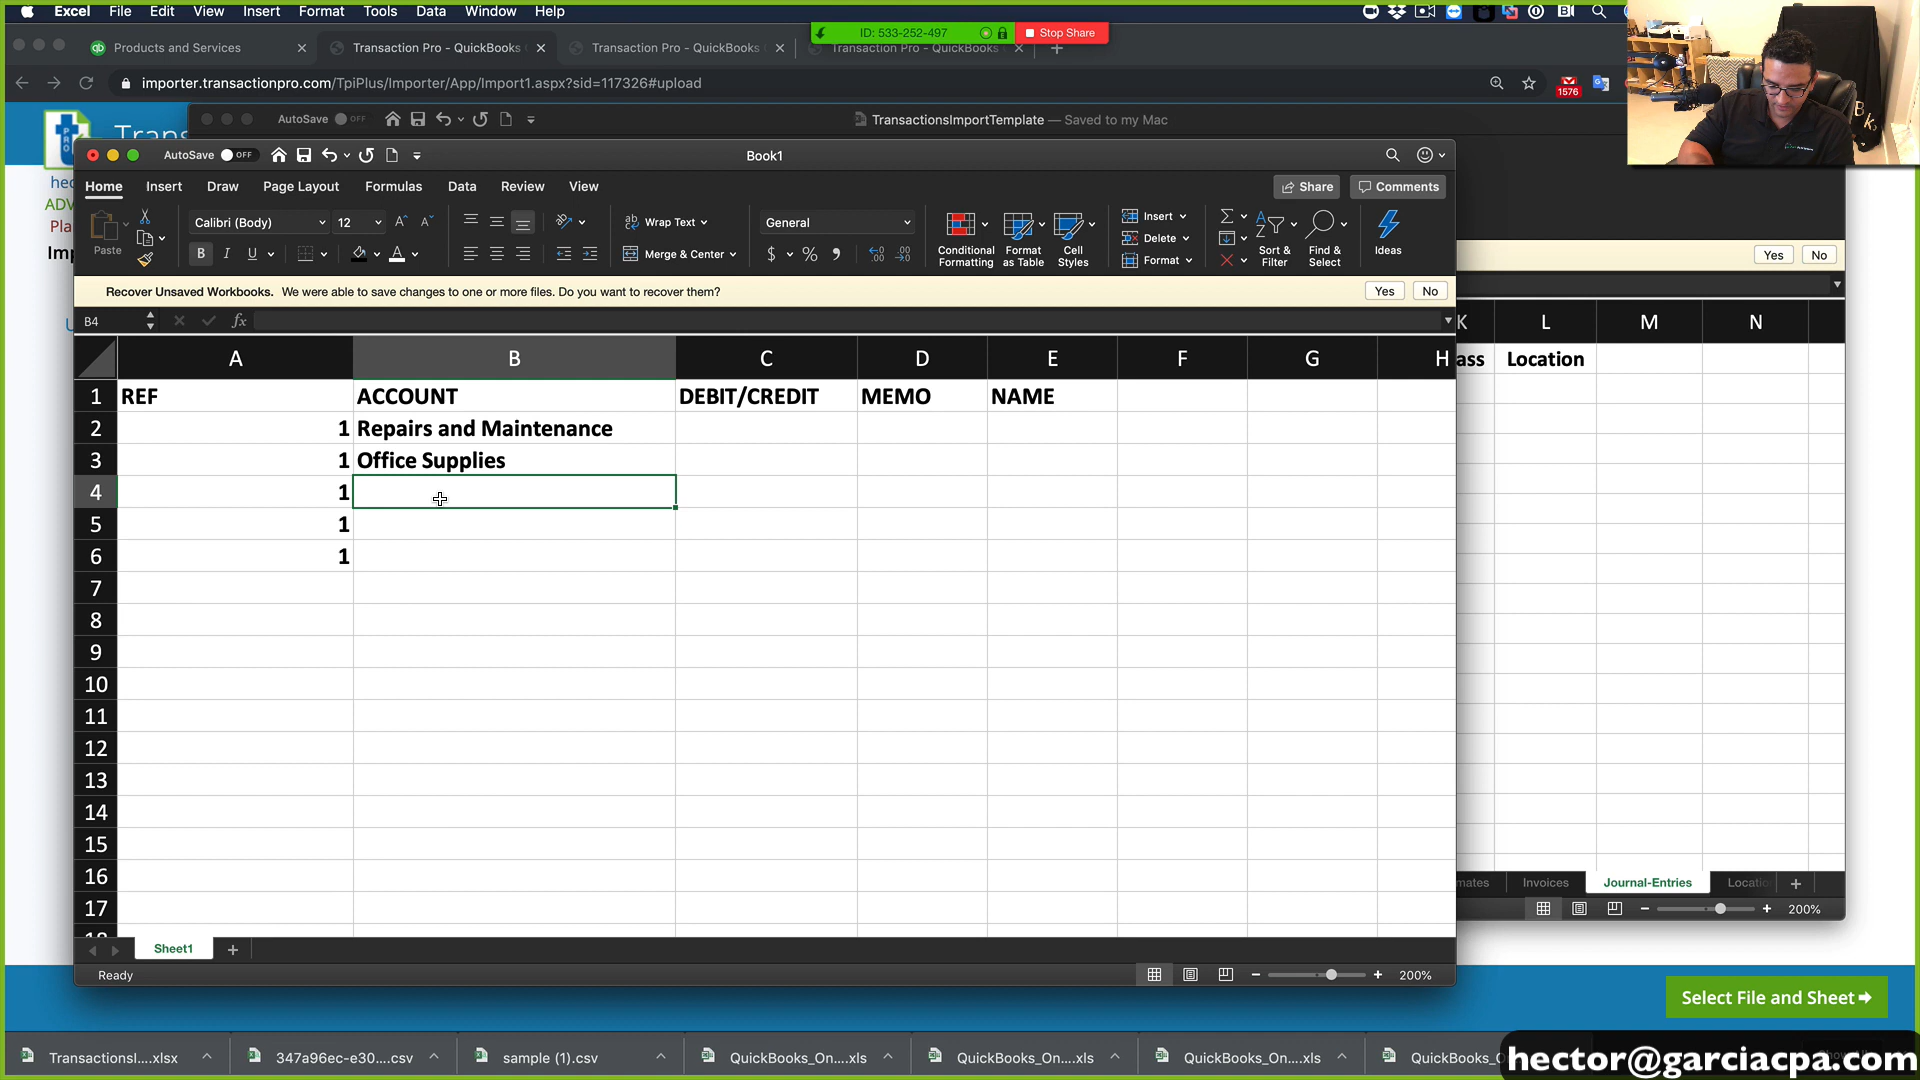 Excel File Edit View Insert Format Tools Data Window Help
ID: 533-252-497 Stop Share
Products and Services
Transaction Pro - QuickBooks
Transaction Pro - QuickBooks
Transaction Pro - QuickBooks
importer.transactionpro.com/TpiPlus/Importer/App/Import1.aspx?sid=117326#upload
1576
AutoSave OFF
TransactionsImportTemplate — Saved to my Mac
AutoSave OFF
Book1
Home Insert Draw Page Layout Formulas Data Review View
Share Comments
Paste
Calibri (Body) 12
Wrap Text
Merge & Center
General
Conditional Formatting
Format as Table
Cell Styles
Insert
Delete
Format
Sort & Filter
Find & Select
Ideas
Recover Unsaved Workbooks. We were able to save changes to one or more files. Do you want to recover them?
Yes No
Yes No
B4 fx
A B C D E F G H
K L M N
ass Location
1 REF ACCOUNT DEBIT/CREDIT MEMO NAME
2 1 Repairs and Maintenance
3 1 Office Supplies
4 1
5 1
6 1
7
8
9
10
11
12
13
14
15
16
17
mates Invoices Journal-Entries Locatio
200%
Sheet1
Ready
200%
Select File and Sheet
TransactionsI....xlsx
347a96ec-e30....csv
sample (1).csv
QuickBooks_On....xls
QuickBooks_On....xls
QuickBooks_On....xls
QuickBooks_O
hector@garciacpa.com